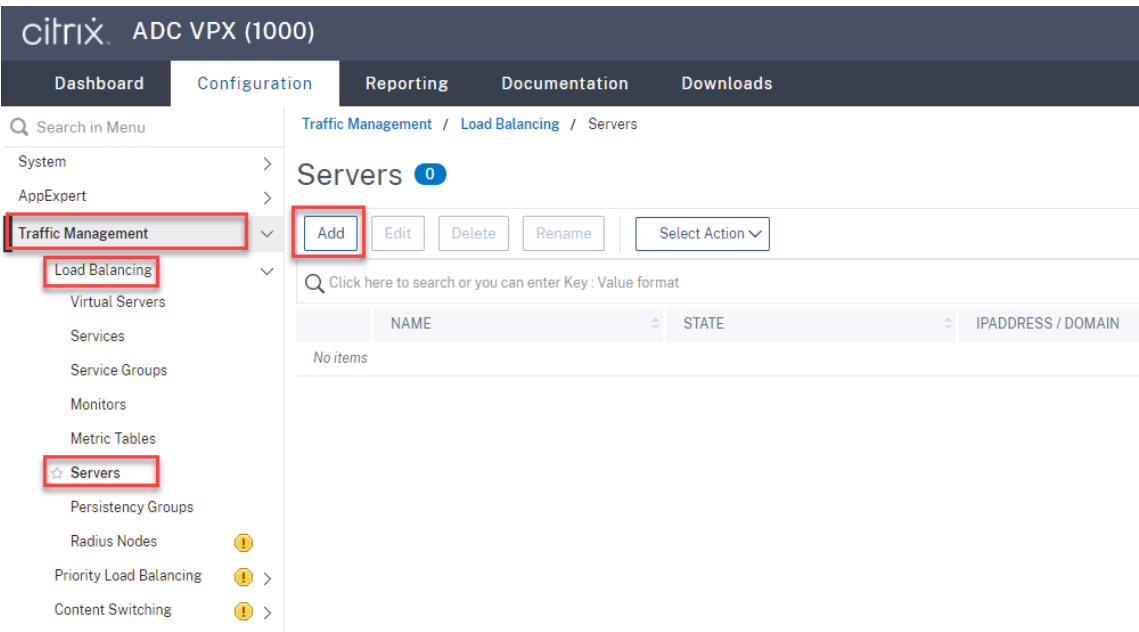 citrix. ADC VPX (1000)
Dashboard Configuration Reporting Documentation Downloads
Search in Menu
Traffic Management / Load Balancing / Servers
System
AppExpert
Traffic Management
Load Balancing
Virtual Servers
Services
Service Groups
Monitors
Metric Tables
Servers
Persistency Groups
Radius Nodes
Priority Load Balancing
Content Switching
Servers 0
Add Edit Delete Rename Select Action
Click here to search or you can enter Key : Value format
NAME STATE IPADDRESS / DOMAIN
No items